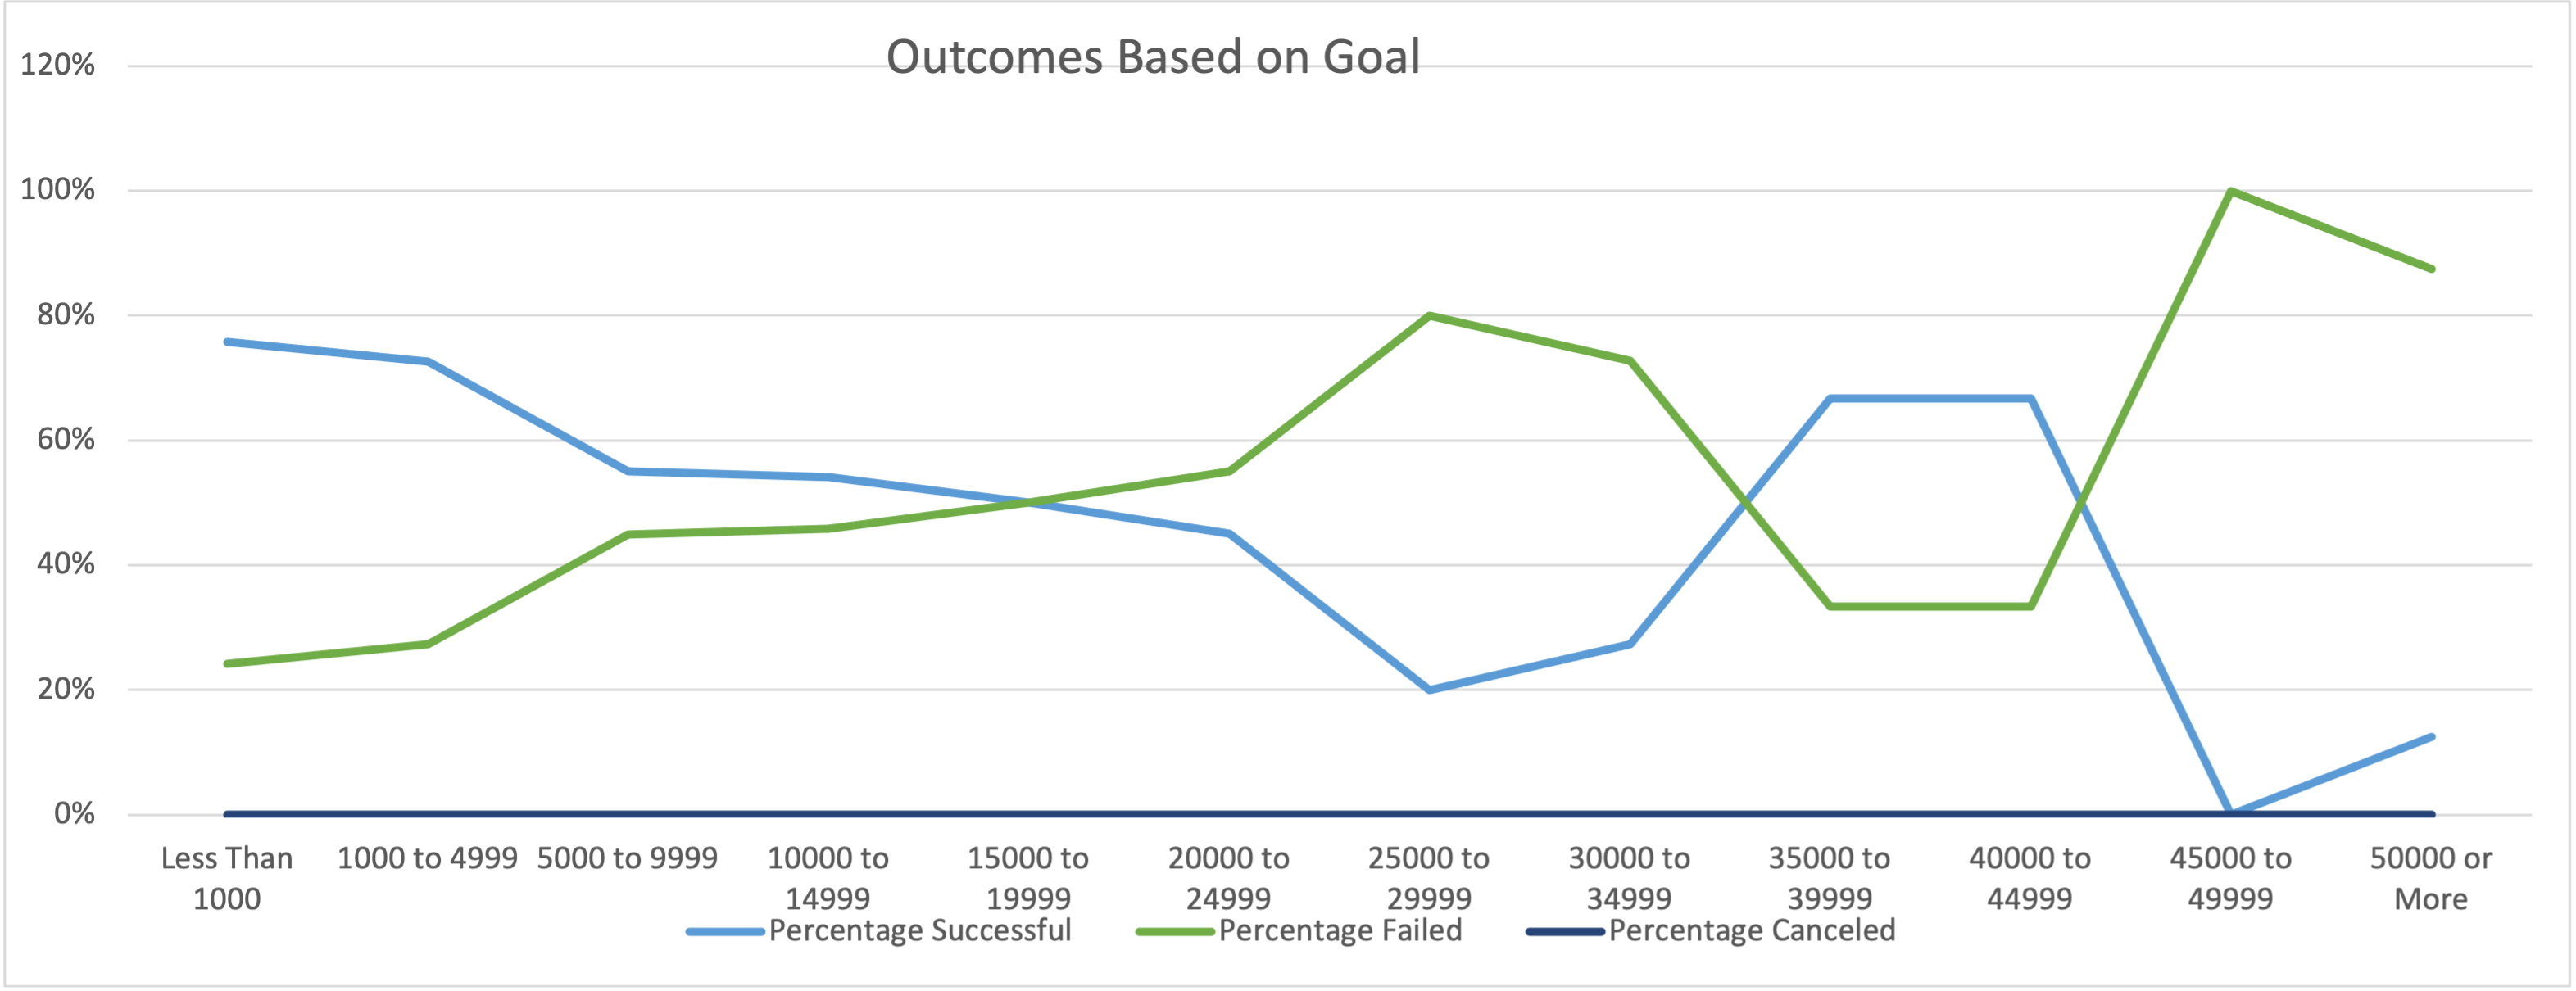 Outcomes Based on Goal
120%
100%
80%
60%
40%
20%
0%
Less Than 1000
1000 to 4999
5000 to 9999
10000 to 14999
15000 to 19999
20000 to 24999
25000 to 29999
30000 to 34999
35000 to 39999
40000 to 44999
45000 to 49999
50000 or More
Percentage Successful
Percentage Failed
Percentage Canceled